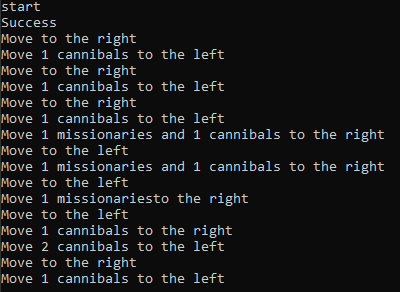 start
Success
Move to the right
Move 1 cannibals to the left
Move to the right
Move 1 cannibals to the left
Move to the right
Move 1 cannibals to the left
Move 1 missionaries and 1 cannibals to the right
Move to the left
Move 1 missionaries and 1 cannibals to the right
Move to the left
Move 1 missionariesto the right
Move to the left
Move 1 cannibals to the right
Move 2 cannibals to the left
Move to the right
Move 1 cannibals to the left